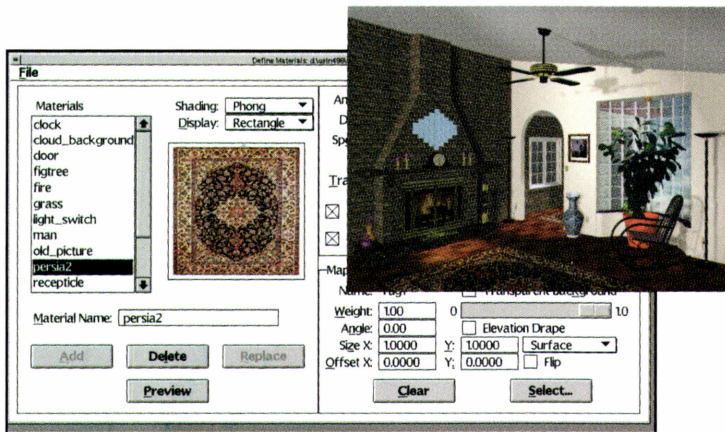 Define Materials:
File
Materials
clock
cloud_background
door
figtree
fire
grass
light_switch
man
old_picture
persia2
recepticle
Shading: Phong
Display: Rectangle
Material Name: persia2
Add Delete Replace
Preview
Map
Name:
Weight: 1.00 0 1.0
Angle: 0.00 Elevation Drape
Size X: 1.0000 Y: 1.0000 Surface
Offset X: 0.0000 Y: 0.0000 Flip
Clear Select...